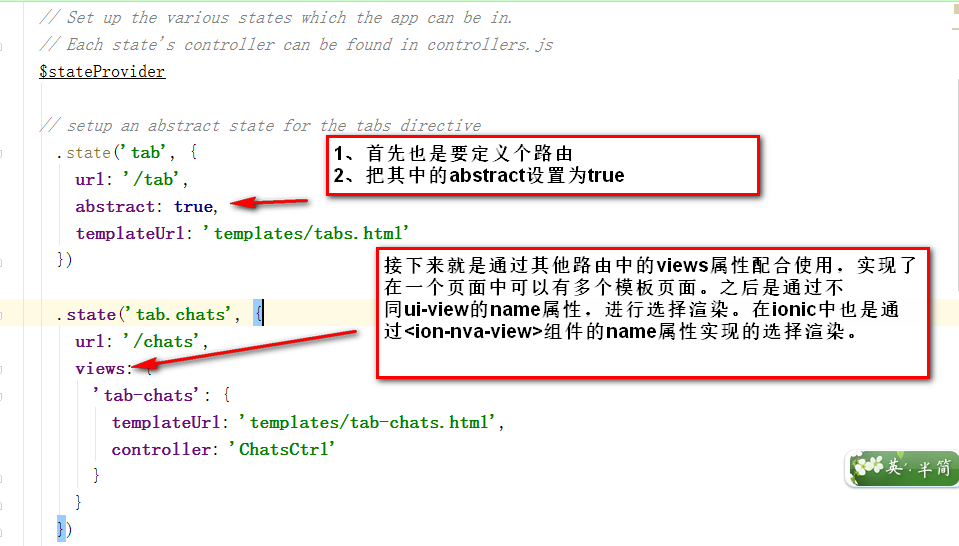 // Set up the various states which the app can be in.
// Each state's controller can be found in controllers.js
$stateProvider
// setup an abstract state for the tabs directive
.state('tab', {
url: '/tab',
abstract: true,
templateUrl: 'templates/tabs.html'
})
1、首先也是要定义个路由
2、把其中的abstract设置为true
接下来就是通过其他路由中的views属性配合使用，实现了
在一个页面中可以有多个模板页面。之后是通过不
同ui-view的name属性，进行选择渲染。在ionic中也是通
过<ion-nva-view>组件的name属性实现的选择渲染。
.state('tab.chats', {
url: '/chats',
views: {
'tab-chats': {
templateUrl: 'templates/tab-chats.html',
controller: 'ChatsCtrl'
}
}
})
英 半 简